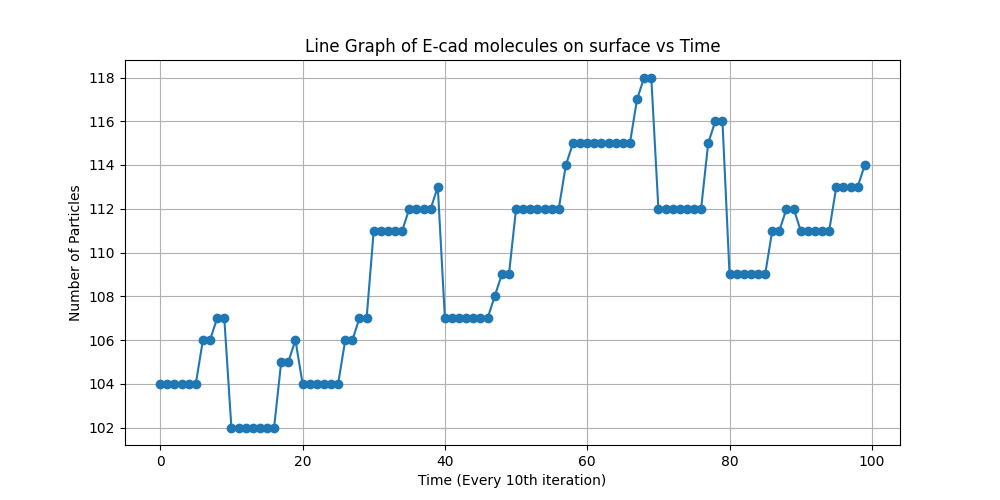 Line Graph of E-cad molecules on surface vs Time
118
116
114
112
110
108
106
104
102
Number of Particles
0 20 40 60 80 100
Time (Every 10th iteration)